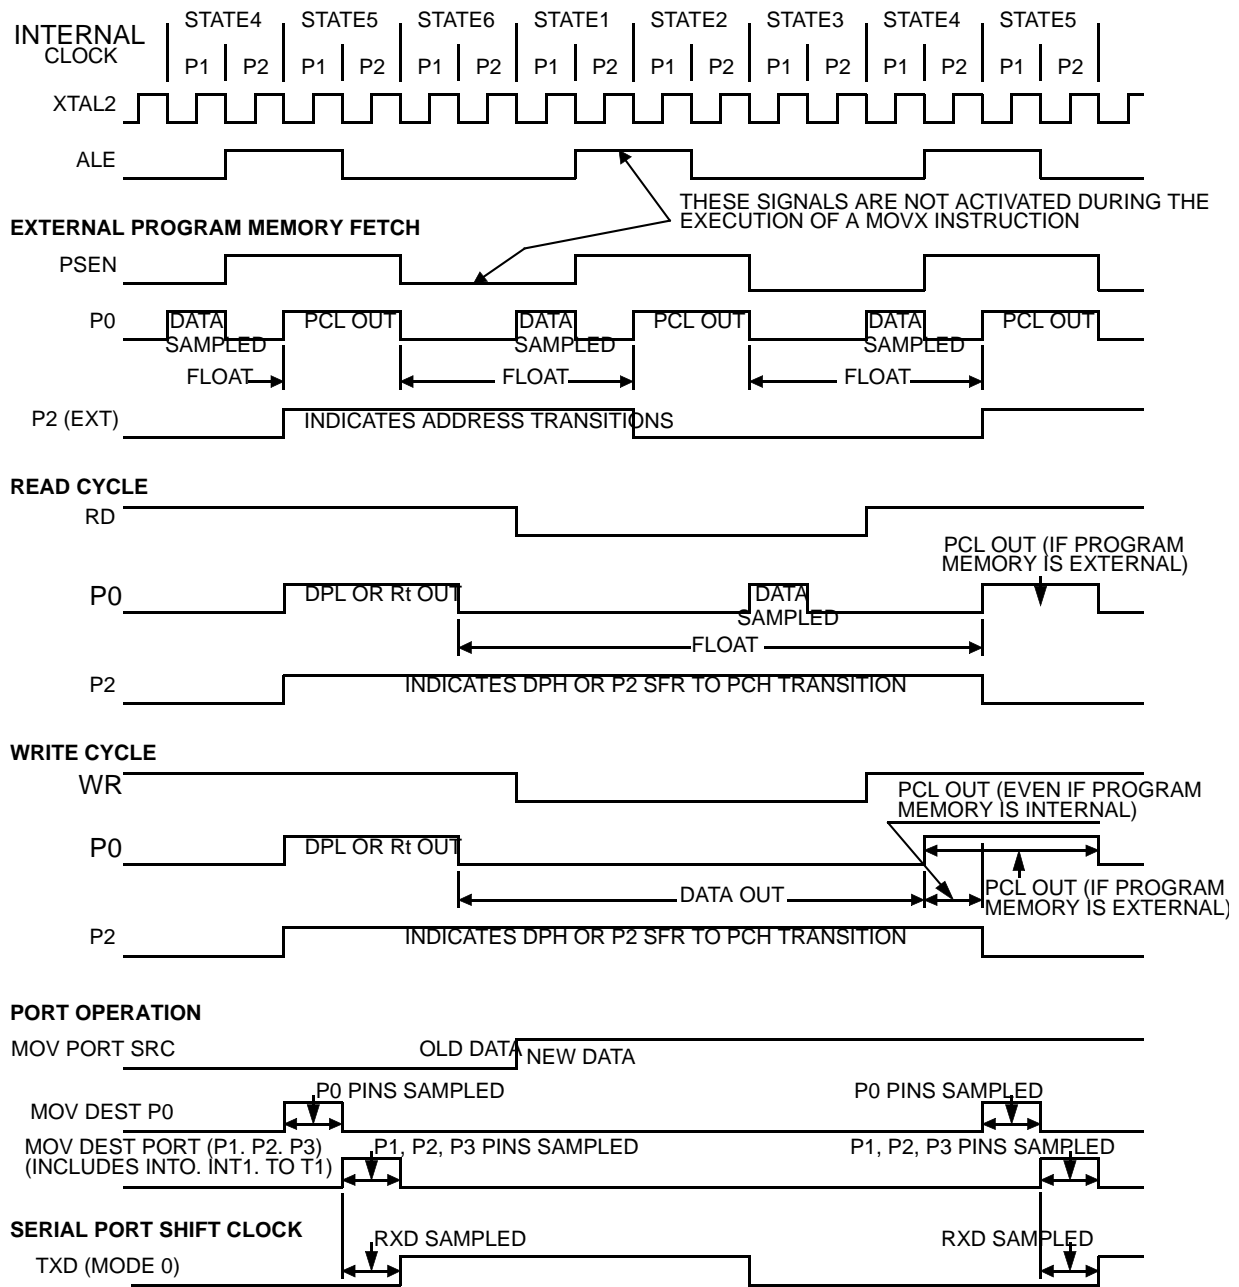 INTERNAL
CLOCK
STATE4 STATE5 STATE6 STATE1 STATE2 STATE3 STATE4 STATE5
P1 P2 P1 P2 P1 P2 P1 P2 P1 P2 P1 P2 P1 P2 P1 P2
XTAL2
ALE
THESE SIGNALS ARE NOT ACTIVATED DURING THE
EXECUTION OF A MOVX INSTRUCTION
EXTERNAL PROGRAM MEMORY FETCH
PSEN
P0 DATA SAMPLED PCL OUT DATA SAMPLED PCL OUT DATA SAMPLED PCL OUT
FLOAT FLOAT FLOAT
P2 (EXT) INDICATES ADDRESS TRANSITIONS
READ CYCLE
RD
PCL OUT (IF PROGRAM
MEMORY IS EXTERNAL)
P0 DPL OR Rt OUT DATA
SAMPLED
FLOAT
P2 INDICATES DPH OR P2 SFR TO PCH TRANSITION
WRITE CYCLE
WR
PCL OUT (EVEN IF PROGRAM
MEMORY IS INTERNAL)
P0 DPL OR Rt OUT
DATA OUT
PCL OUT (IF PROGRAM
MEMORY IS EXTERNAL)
P2 INDICATES DPH OR P2 SFR TO PCH TRANSITION
PORT OPERATION
MOV PORT SRC OLD DATA NEW DATA
P0 PINS SAMPLED P0 PINS SAMPLED
MOV DEST P0
MOV DEST PORT (P1. P2. P3) P1, P2, P3 PINS SAMPLED P1, P2, P3 PINS SAMPLED
(INCLUDES INTO. INT1. TO T1)
SERIAL PORT SHIFT CLOCK
RXD SAMPLED RXD SAMPLED
TXD (MODE 0)